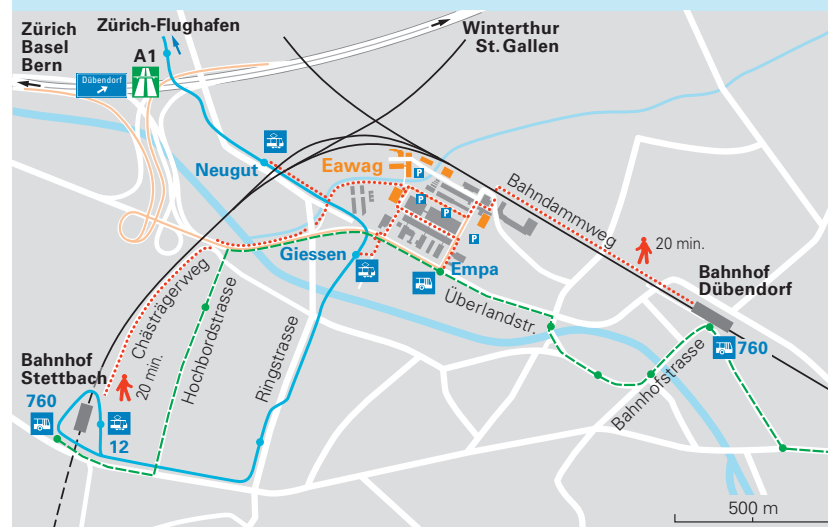 Zürich
Basel
Bern
Zürich-Flughafen
A1
Dübendorf
Winterthur
St. Gallen
Neugut
Eawag
P
P
P
P
P
P
Bahndammweg
20 min.
Giessen
Empa
Bahnhof
Dübendorf
760
Überlandstr.
Chästrägerweg
20 min.
Hochbordstrasse
Ringstrasse
Bahnhofstrasse
Bahnhof
Stettbach
760
12
500 m